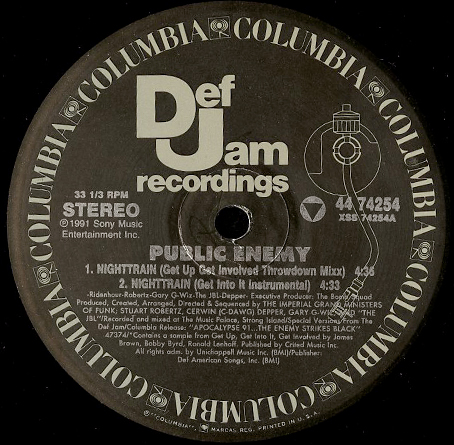 COLUMBIA COLUMBIA COLUMBIA COLUMBIA COLUMBIA COLUMBIA COLUMBIA
Def
Jam
recordings
33 1/3 RPM
STEREO
℗1991 Sony Music
Entertainment Inc.
44 74254
XSS 74254A
PUBLIC ENEMY
1. NIGHTTRAIN (Get Up Get Involved Throwdown Mixx) 4:36
2. NIGHTTRAIN (Get Into It Instrumental) 4:33
-Ridenhour-Robertz-Gary G-Wiz-The JBL-Depper- Executive Producer: The Bomb Squad
Produced, Created, Arranged, Directed & Sequenced by THE IMPERIAL GRAND MINISTERS
OF FUNK, STUART ROBERTZ, CERWIN (C-DAWG) DEPPER, GARY G-WIZ AND "THE
JBL"/Recorded and mixed at The Music Palace, Strong Island/Special Versions From The
Def Jam/Columbia Release: "APOCALYPSE 91...THE ENEMY STRIKES BLACK"
47374/*Contains a sample from Get Up, Get Into It, Get Involved by James
Brown, Bobby Byrd, Ronald Lenhoff. Published by Crited Music Inc.
All rights adm. by Unichappell Music Inc. (BMI)/Publisher:
Def American Songs, Inc. (BMI)
"COLUMBIA", MARCAS REG. PRINTED IN U.S.A.